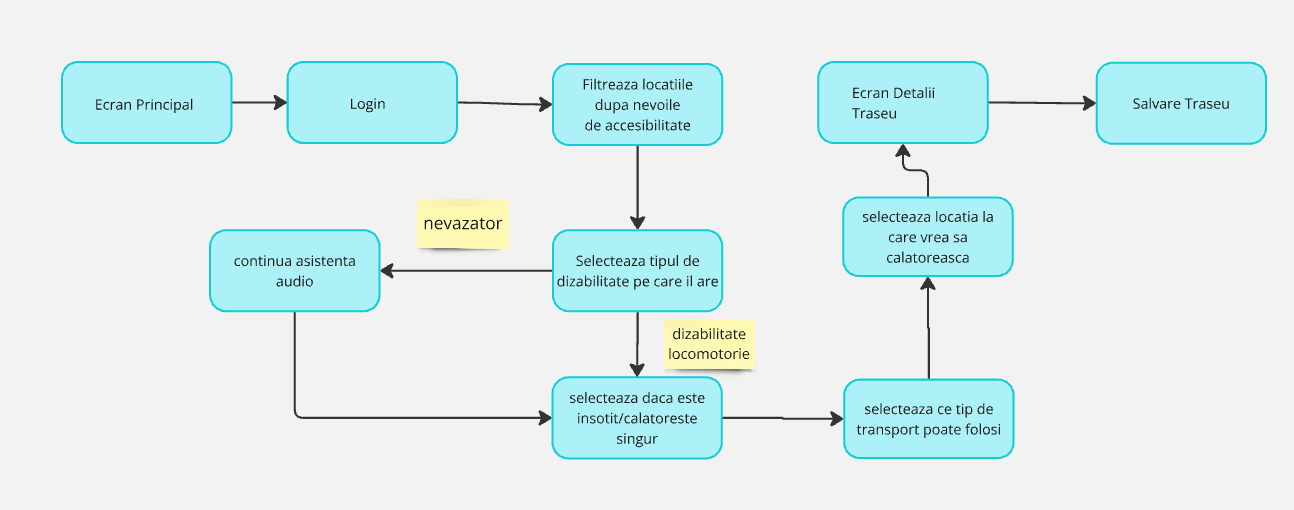 Ecran Principal
Login
Filtreaza locatiile
dupa nevoile
de accesibilitate
Ecran Detalii
Traseu
Salvare Traseu
nevazator
selecteaza locatia la
care vrea sa
calatoreasca
continua asistenta
audio
Selecteaza tipul de
dizabilitate pe care il are
dizabilitate
locomotorie
selecteaza daca este
insotit/calatoreste
singur
selecteaza ce tip de
transport poate folosi